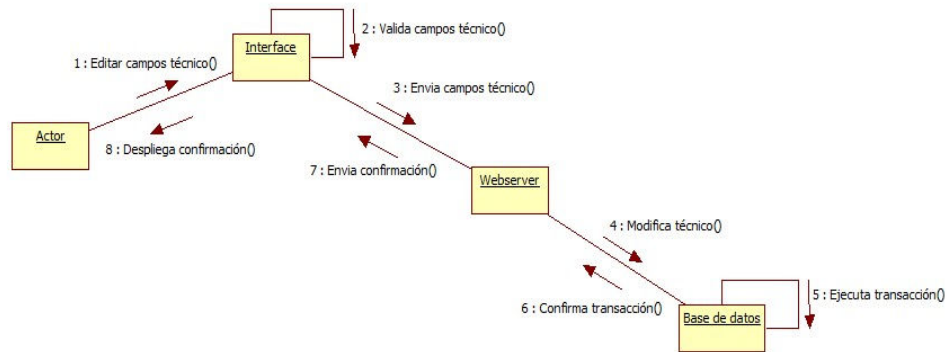 2 : Valida campos técnico()
Interface
1 : Editar campos técnico()
3 : Envia campos técnico()
Actor
8 : Despliega confirmación()
7 : Envia confirmación()
Webserver
4 : Modifica técnico()
5 : Ejecuta transacción()
6 : Confirma transacción()
Base de datos